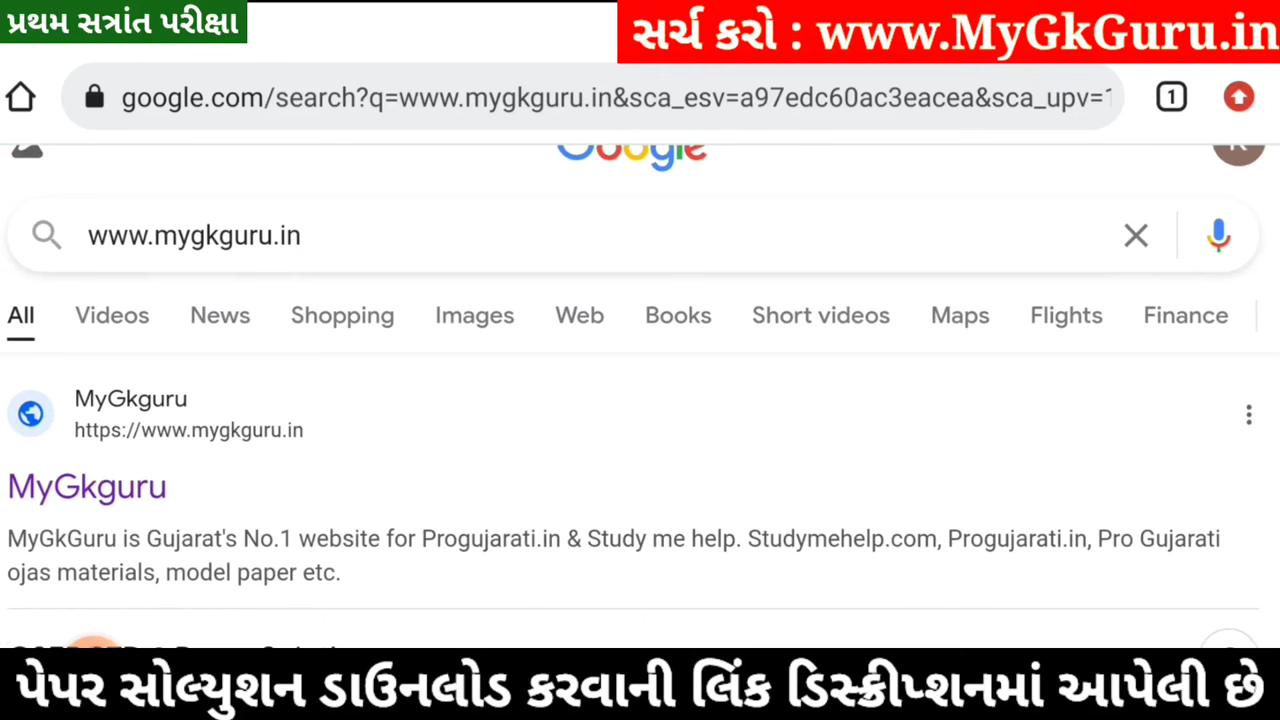 પ્રથમ સત્રાંત પરીક્ષા
સર્ચ કરો : www.MyGkGuru.in
google.com/search?q=www.mygkguru.in&sca_esv=a97edc60ac3eacea&sca_upv=1
1
Google
www.mygkguru.in
All Videos News Shopping Images Web Books Short videos Maps Flights Finance
MyGkguru
https://www.mygkguru.in
MyGkguru
MyGkGuru is Gujarat's No.1 website for Progujarati.in & Study me help. Studymehelp.com, Progujarati.in, Pro Gujarati
ojas materials, model paper etc.
પેપર સોલ્યુશન ડાઉનલોડ કરવાની લિંક ડિસ્ક્રીપ્શનમાં આપેલી છે